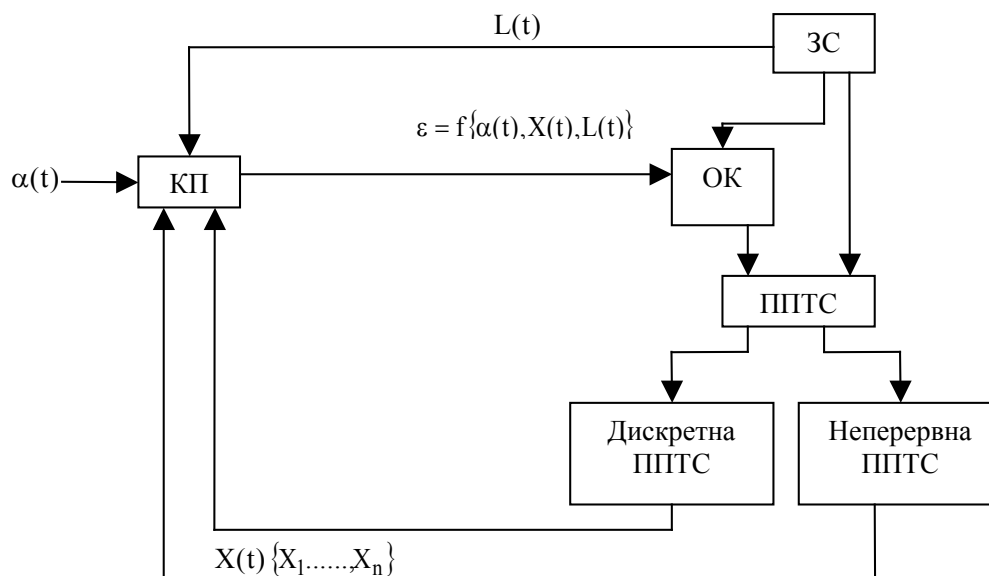 L(t)
ЗС
ε = f{α(t),X(t),L(t)}
α(t)
КП
ОК
ППТС
Дискретна
ППТС
Неперервна
ППТС
X(t){X₁......,Xₙ}